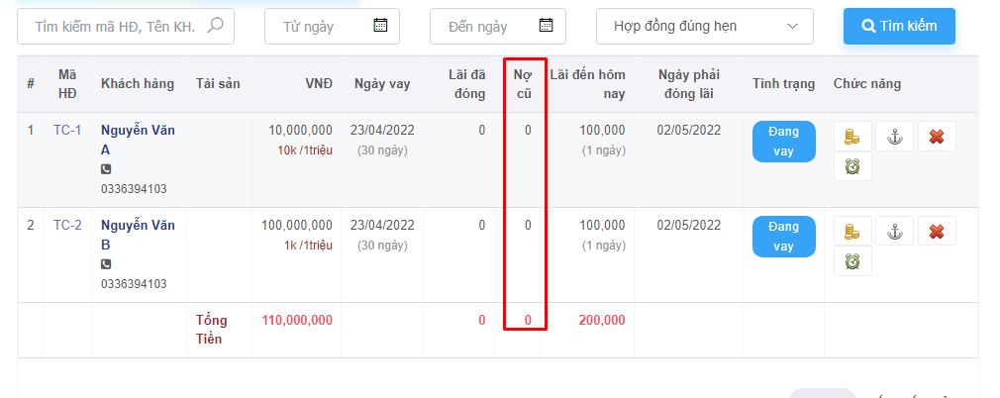 Tìm kiếm mã HĐ, Tên KH.
Từ ngày
Đến ngày
Hợp đồng đúng hẹn
Tìm kiếm
#
Mã HĐ
Khách hàng
Tài sản
VNĐ
Ngày vay
Lãi đã đóng
Nợ cũ
Lãi đến hôm nay
Ngày phải đóng lãi
Tình trạng
Chức năng
1
TC-1
Nguyễn Văn A
0336394103
10,000,000
10k /1triệu
23/04/2022
(30 ngày)
0
0
100,000
(1 ngày)
02/05/2022
Đang vay
2
TC-2
Nguyễn Văn B
0336394103
100,000,000
1k /1triệu
23/04/2022
(30 ngày)
0
0
100,000
(1 ngày)
02/05/2022
Đang vay
Tổng Tiền
110,000,000
0
0
200,000